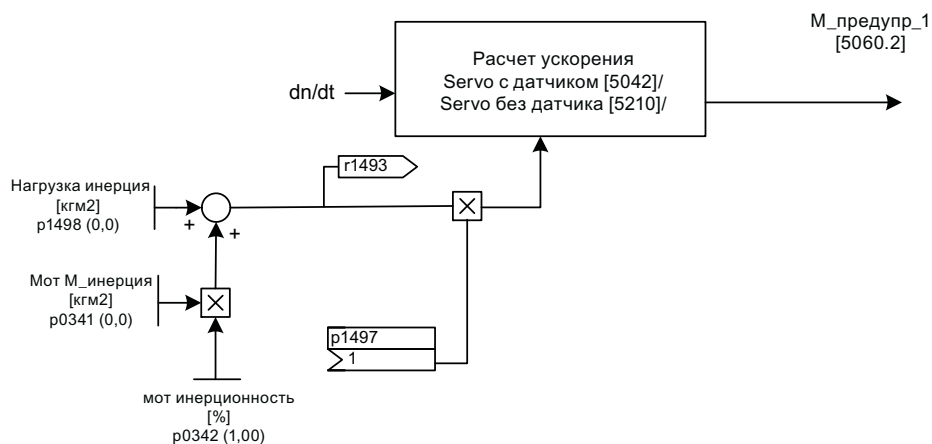 М_предупр_1
[5060.2]
Расчет ускорения
Servo с датчиком [5042]/
Servo без датчика [5210]/
dn/dt
r1493
Нагрузка инерция
[кгм2]
p1498 (0,0)
+
+
Мот М_инерция
[кгм2]
p0341 (0,0)
p1497
1
мот инерционность
[%]
p0342 (1,00)